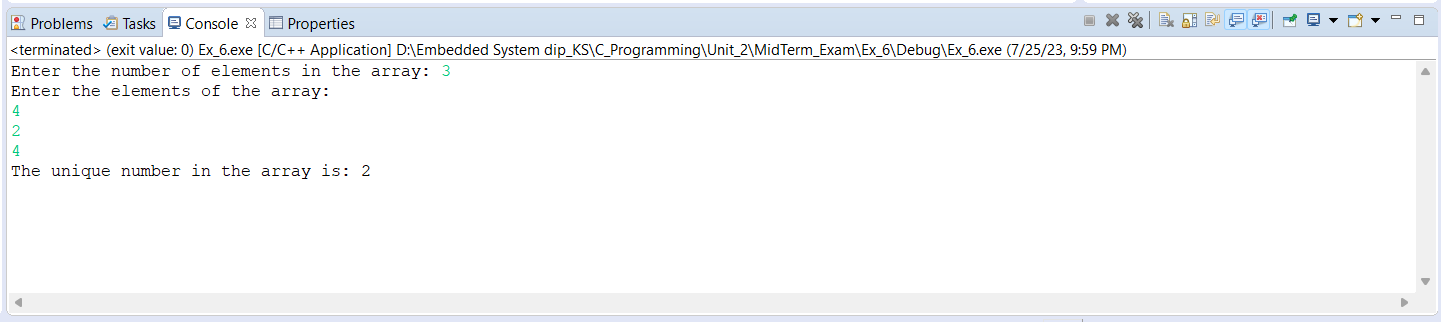 Problems Tasks Console Properties
<terminated> (exit value: 0) Ex_6.exe [C/C++ Application] D:\Embedded System dip_KS\C_Programming\Unit_2\MidTerm_Exam\Ex_6\Debug\Ex_6.exe (7/25/23, 9:59 PM)
Enter the number of elements in the array: 3
Enter the elements of the array:
4
2
4
The unique number in the array is: 2